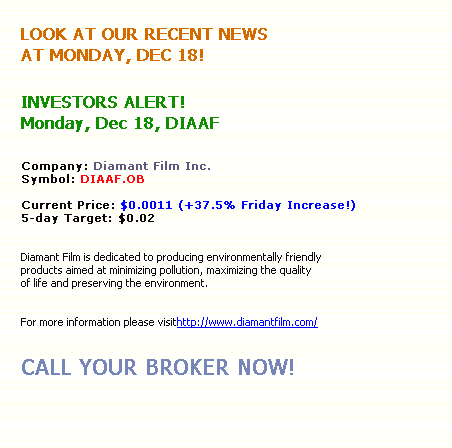 LOOK AT OUR RECENT NEWS
AT MONDAY, DEC 18!
INVESTORS ALERT!
Monday, Dec 18, DIAAF
Company: Diamant Film Inc.
Symbol: DIAAF.OB
Current Price: $0.0011 (+37.5% Friday Increase!)
5-day Target: $0.02
Diamant Film is dedicated to producing environmentally friendly
products aimed at minimizing pollution, maximizing the quality
of life and preserving the environment.
For more information please visithttp://www.diamantfilm.com/
CALL YOUR BROKER NOW!